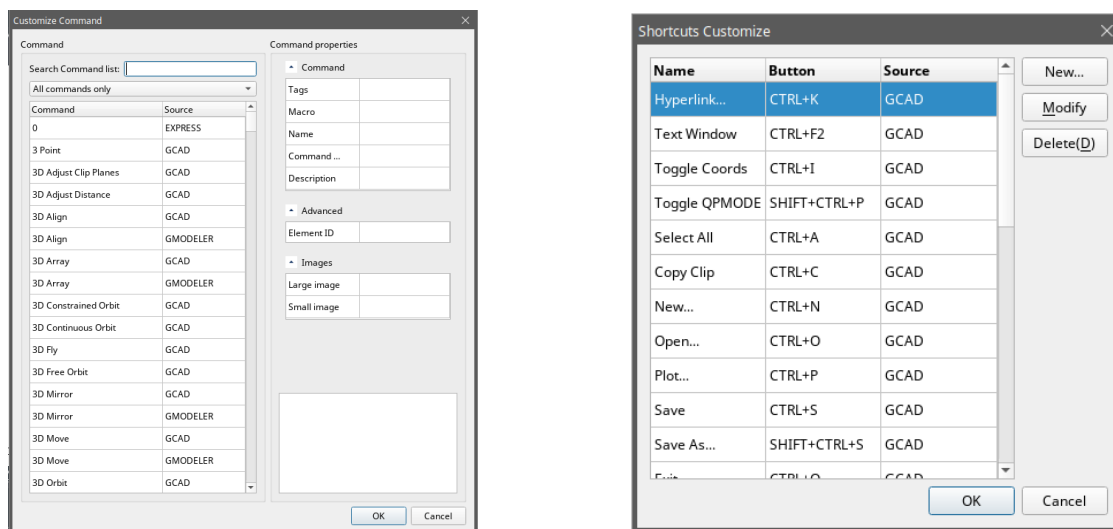 Customize Command
Command
Search Command list:
All commands only
Command Source
0 EXPRESS
3 Point GCAD
3D Adjust Clip Planes GCAD
3D Adjust Distance GCAD
3D Align GCAD
3D Align GMODELER
3D Array GCAD
3D Array GMODELER
3D Constrained Orbit GCAD
3D Continuous Orbit GCAD
3D Fly GCAD
3D Free Orbit GCAD
3D Mirror GCAD
3D Mirror GMODELER
3D Move GCAD
3D Move GMODELER
3D Orbit GCAD
Command properties
Command
Tags
Macro
Name
Command ...
Description
Advanced
Element ID
Images
Large image
Small image
OK Cancel
Shortcuts Customize
Name Button Source
Hyperlink... CTRL+K GCAD
Text Window CTRL+F2 GCAD
Toggle Coords CTRL+I GCAD
Toggle QPMODE SHIFT+CTRL+P GCAD
Select All CTRL+A GCAD
Copy Clip CTRL+C GCAD
New... CTRL+N GCAD
Open... CTRL+O GCAD
Plot... CTRL+P GCAD
Save CTRL+S GCAD
Save As... SHIFT+CTRL+S GCAD
New...
Modify
Delete(D)
OK Cancel